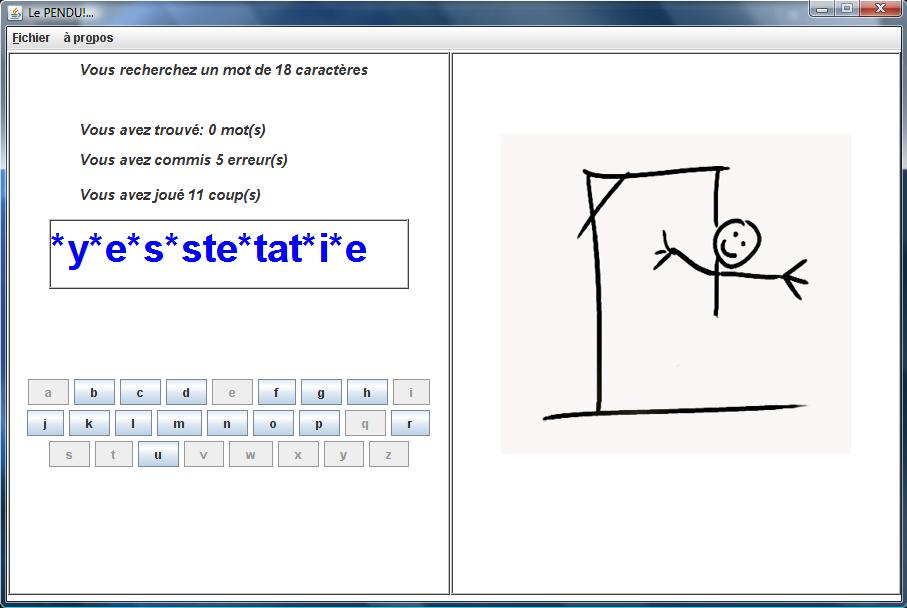 Le PENDU!...
Fichier à propos
Vous recherchez un mot de 18 caractères
Vous avez trouvé: 0 mot(s)
Vous avez commis 5 erreur(s)
Vous avez joué 11 coup(s)
*y*e*s*ste*tat*i*e
a b c d e f g h i
j k l m n o p q r
s t u v w x y z